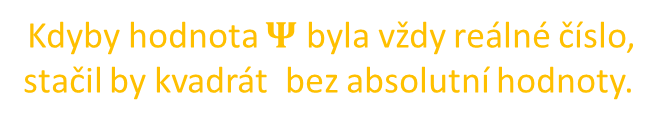 Kdyby hodnota Ψ byla vždy reálné číslo,
stačil by kvadrát  bez absolutní hodnoty.